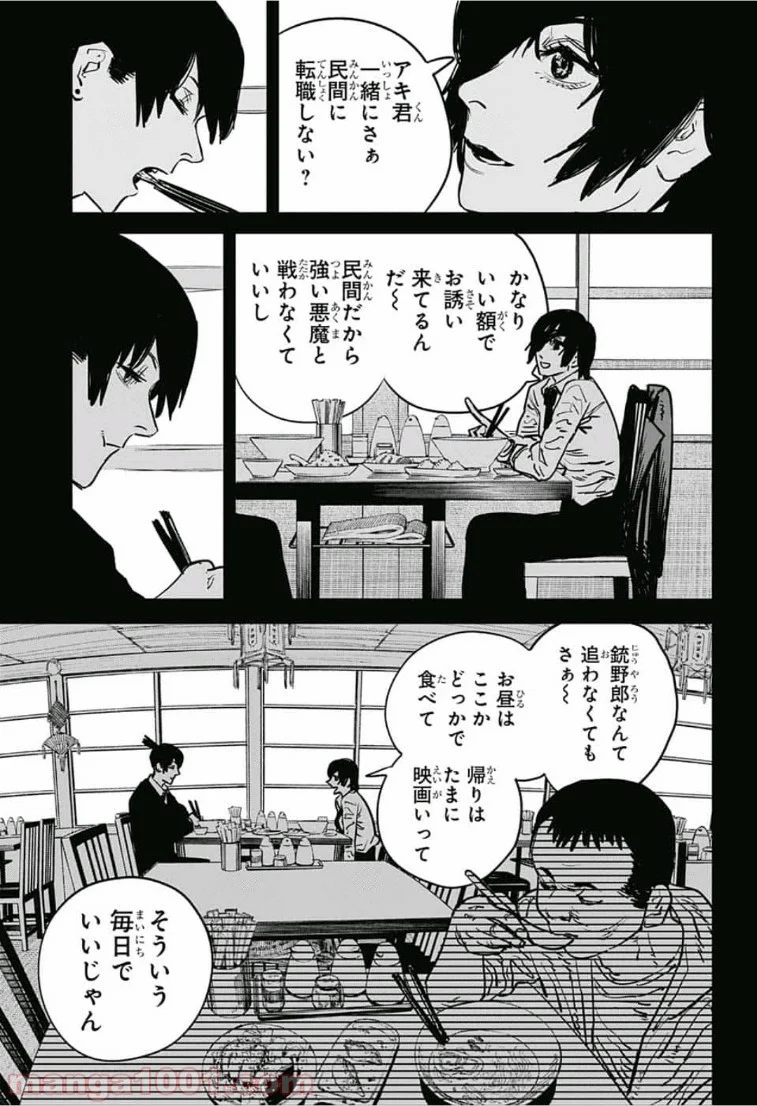 アキ君
一緒にさぁ
民間に
転職しない?
かなり
いい額で
お誘い
来てるん
だ〜
民間だから
強い悪魔と
戦わなくて
いいし
銃野郎なんて
追わなくても
さぁ〜
お昼は
ここか
どっかで
食べて
帰りは
たまに
映画いって
そういう
毎日で
いいじゃん
manga1001.com